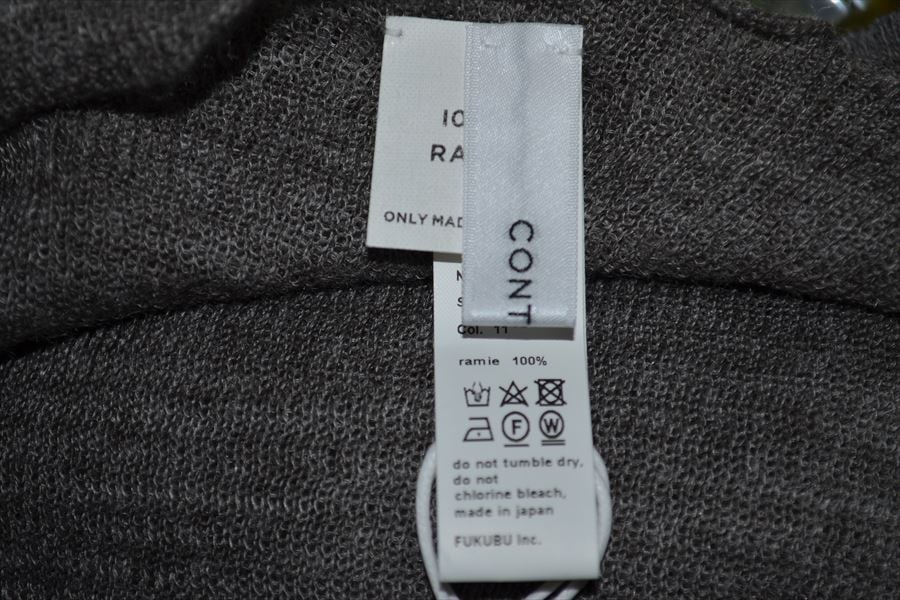 10
RA
ONLY MAD
CONT
Col. 11
ramie 100%
F W
do not tumble dry,
do not
chlorine bleach,
made in japan
FUKUBU Inc.